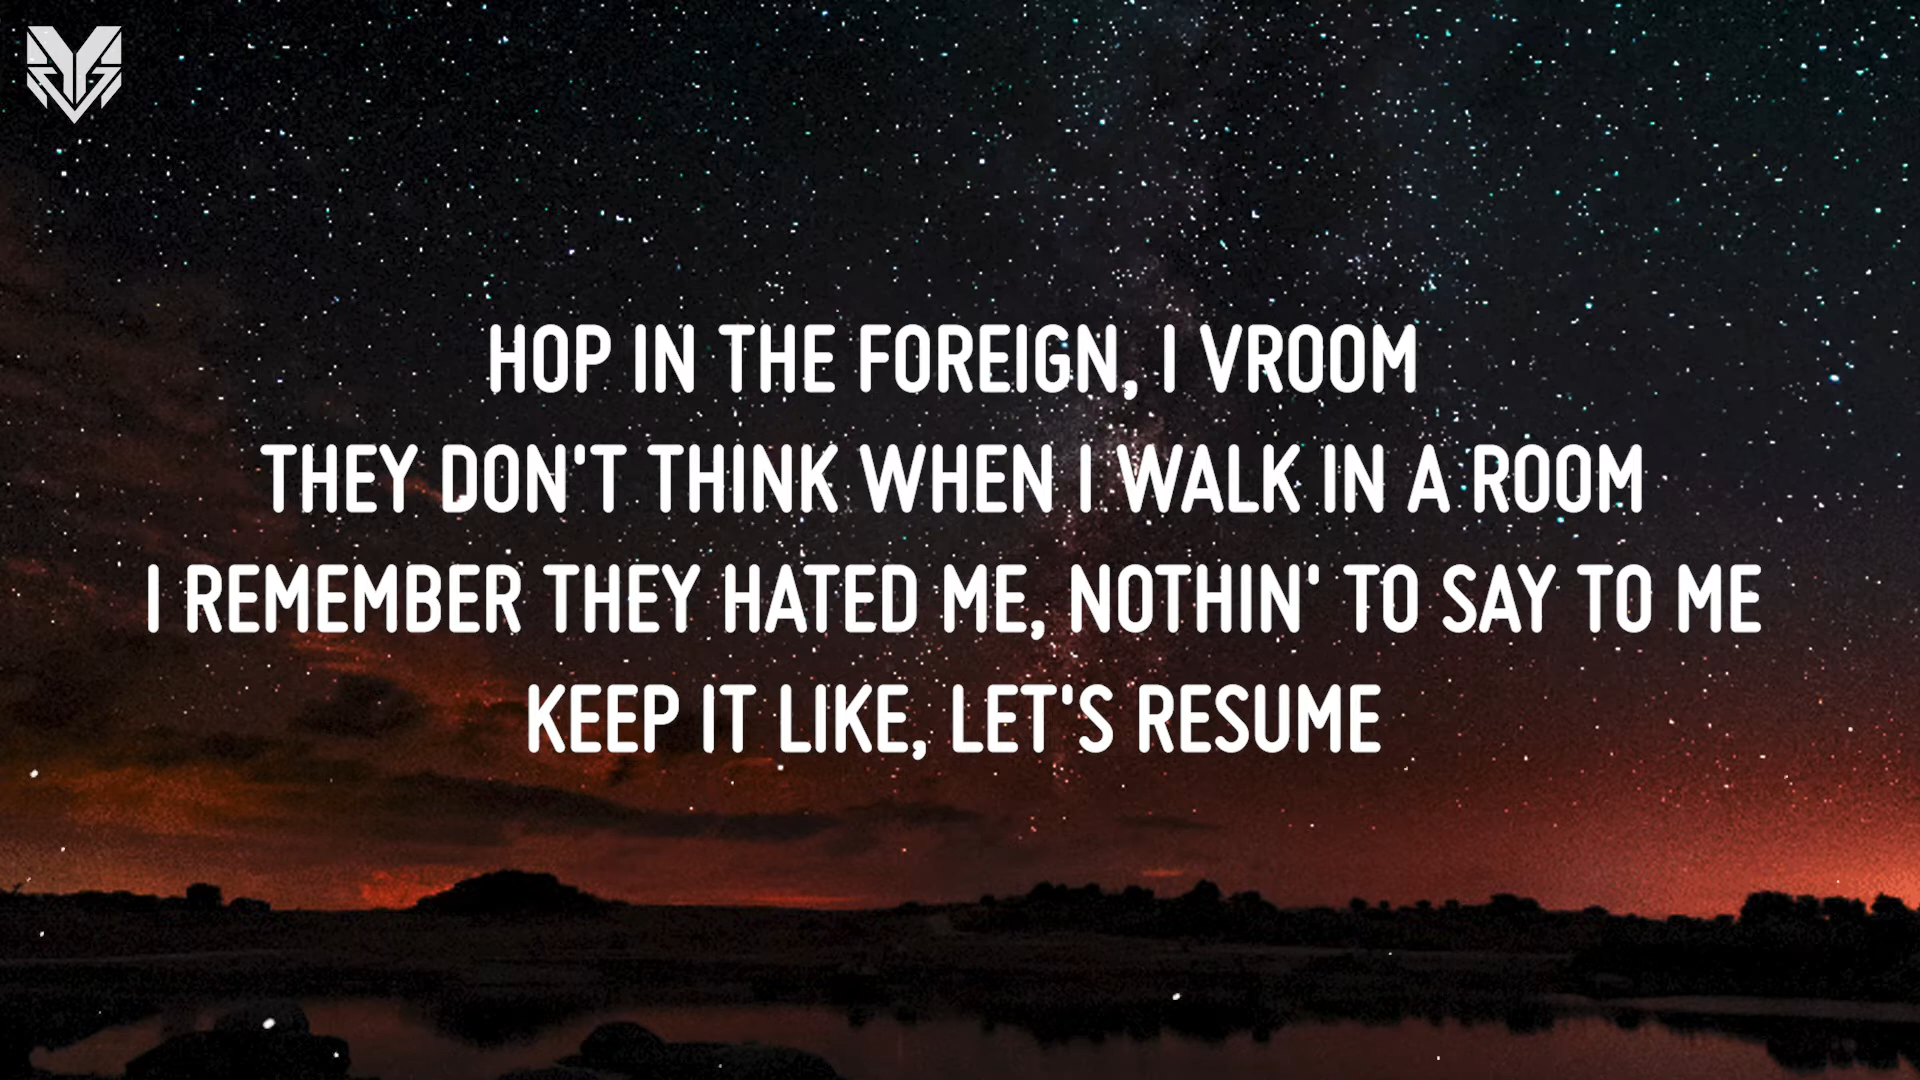 HOP IN THE FOREIGN, I VROOM
THEY DON'T THINK WHEN I WALK IN A ROOM
I REMEMBER THEY HATED ME, NOTHIN' TO SAY TO ME
KEEP IT LIKE, LET'S RESUME